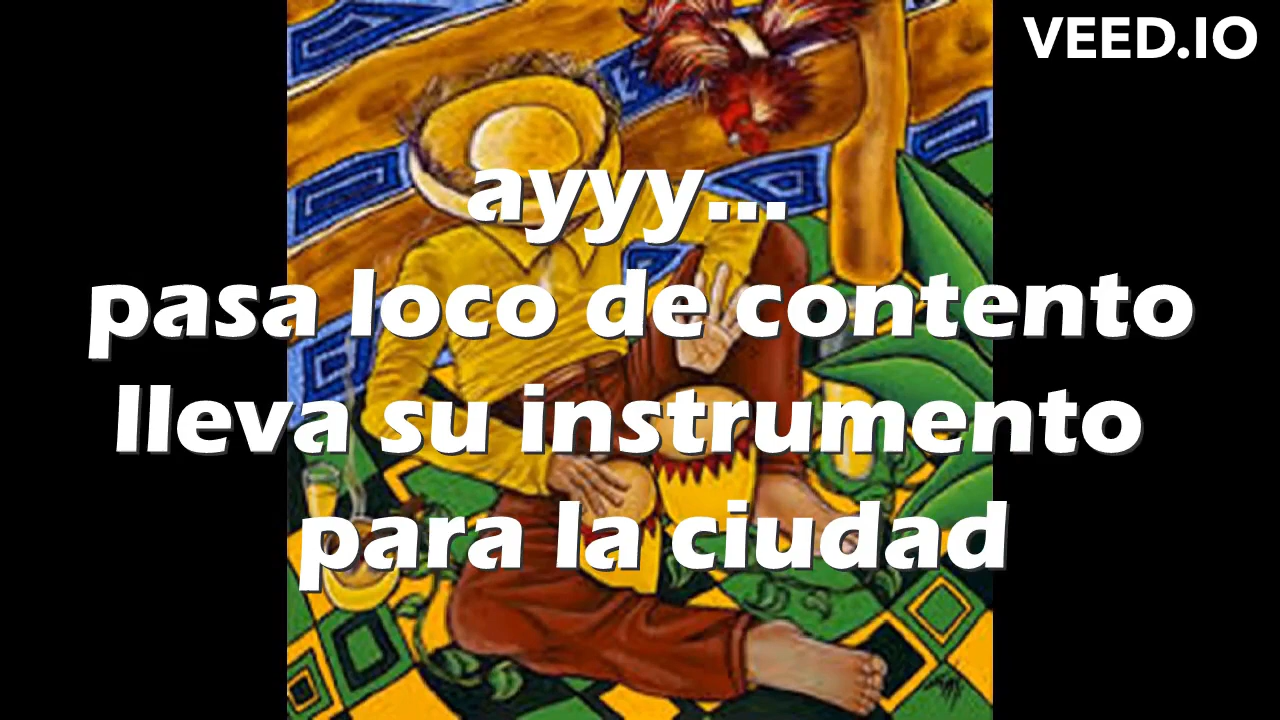 VEED.IO
ayyy...
pasa loco de contento
lleva su instrumento
para la ciudad